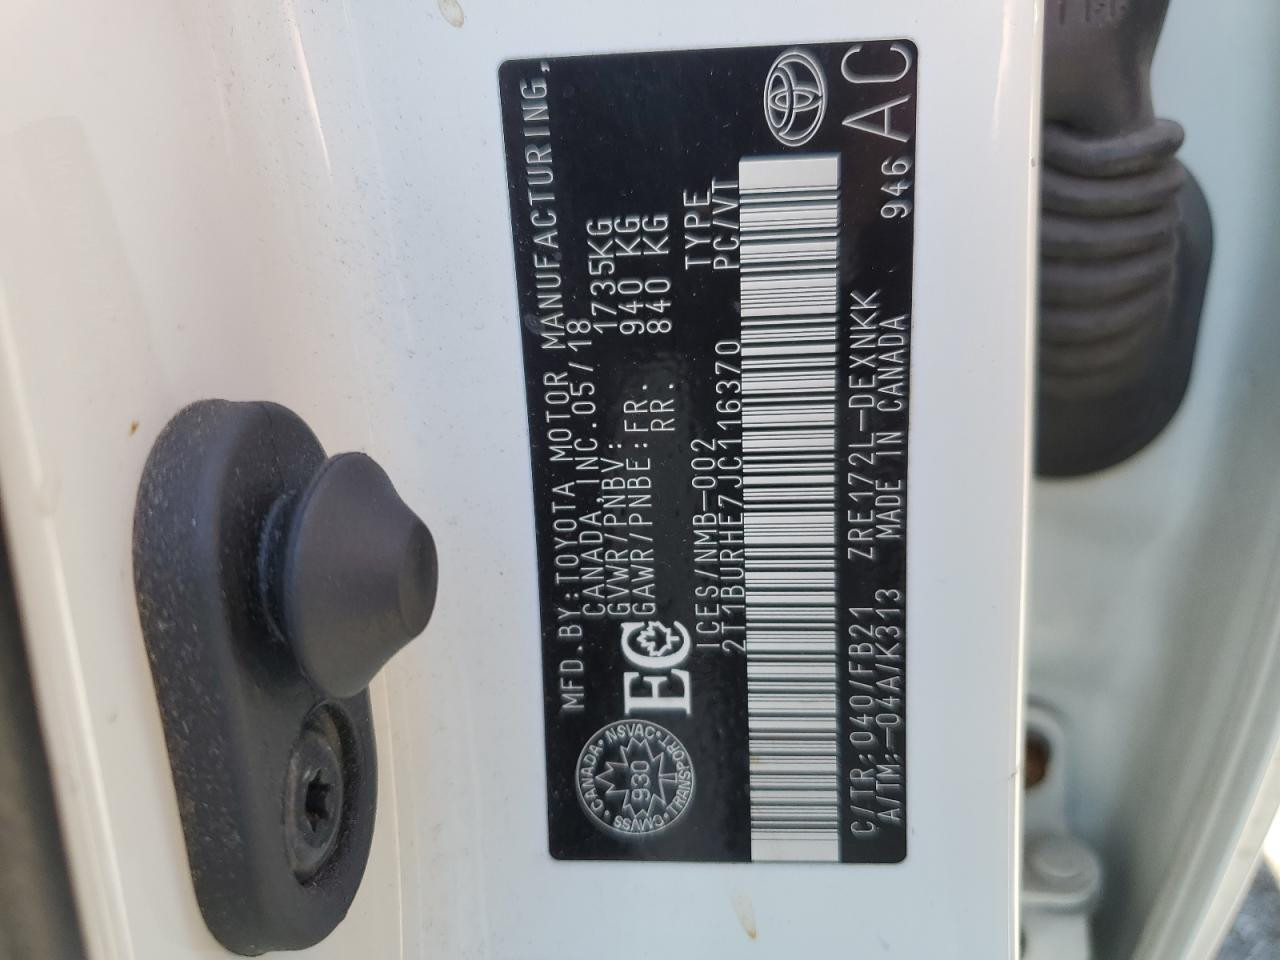 MFD.BY:TOYOTA MOTOR MANUFACTURING,
CANADA,INC.05/18
GVWR/PNBV: 1735KG
GAWR/PNBE:FR: 940 KG
RR. 840 KG
EC
ICES/NMB-002 TYPE
2T1BURHE7JC116370 PC/VT
CANADA NSVAC TRANSPORT CMVSS
930
C/TR:040/FB21 ZRE172L-DEXNKK
A/TM:-04A/K313 MADE IN CANADA 946
AC